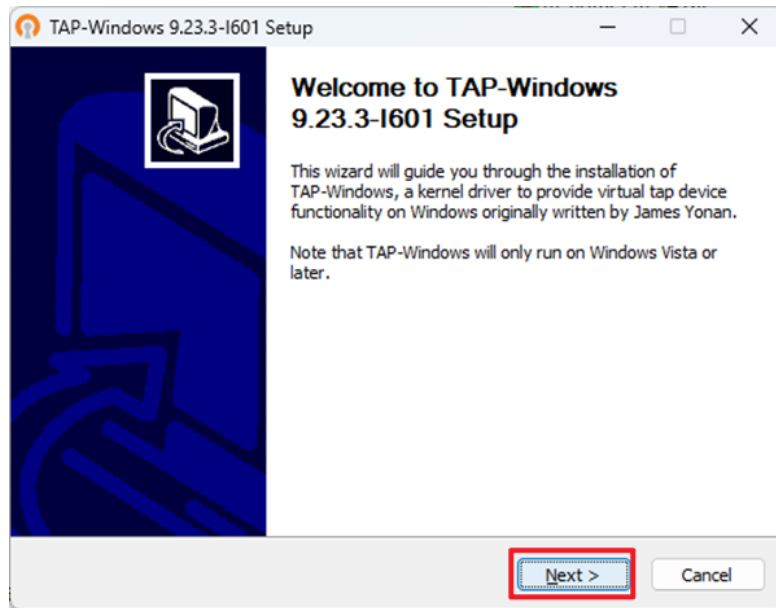 TAP-Windows 9.23.3-I601 Setup
Welcome to TAP-Windows
9.23.3-I601 Setup
This wizard will guide you through the installation of
TAP-Windows, a kernel driver to provide virtual tap device
functionality on Windows originally written by James Yonan.
Note that TAP-Windows will only run on Windows Vista or
later.
Next >
Cancel